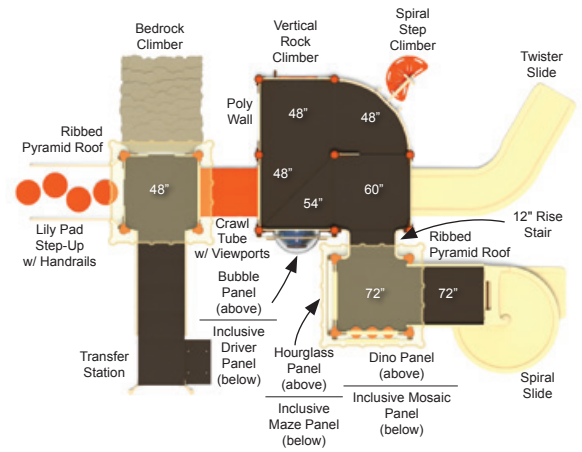 Bedrock
Climber
Vertical
Rock
Climber
Spiral
Step
Climber
Twister
Slide
Poly
Wall
48"
48"
Ribbed
Pyramid Roof
48"
48"
54"
60"
12" Rise
Stair
Lily Pad
Step-Up
w/ Handrails
Crawl
Tube
w/ Viewports
Ribbed
Pyramid Roof
Bubble
Panel
(above)
Inclusive
Driver
Panel
(below)
72"
72"
Transfer
Station
Hourglass
Panel
(above)
Inclusive
Maze Panel
(below)
Dino Panel
(above)
Inclusive Mosaic
Panel
(below)
Spiral
Slide